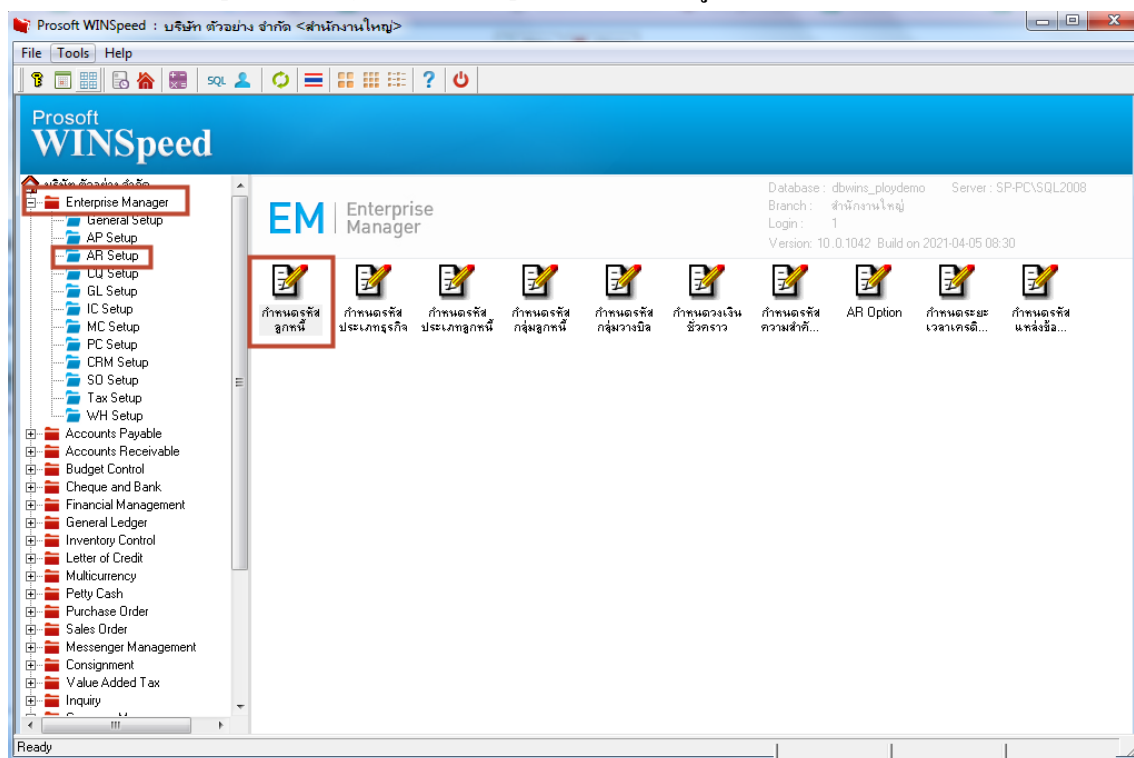 Prosoft WINSpeed : บริษัท ตัวอย่าง จำกัด <สำนักงานใหญ่>
File Tools Help
SQL
Prosoft
WINSpeed
บริษัท ตัวอย่าง จำกัด
Enterprise Manager
General Setup
AP Setup
AR Setup
CQ Setup
GL Setup
IC Setup
MC Setup
PC Setup
CRM Setup
SO Setup
Tax Setup
WH Setup
Accounts Payable
Accounts Receivable
Budget Control
Cheque and Bank
Financial Management
General Ledger
Inventory Control
Letter of Credit
Multicurrency
Petty Cash
Purchase Order
Sales Order
Messenger Management
Consignment
Value Added Tax
Inquiry
EM Enterprise
Manager
Database : dbwins_ploydemo Server : SP-PC\SQL2008
Branch : สำนักงานใหญ่
Login : 1
Version: 10.0.1042 Build on 2021-04-05 08:30
กำหนดรหัส
ลูกหนี้
กำหนดรหัส
ประเภทธุรกิจ
กำหนดรหัส
ประเภทลูกหนี้
กำหนดรหัส
กลุ่มลูกหนี้
กำหนดรหัส
กลุ่มวางบิล
กำหนดวงเงิน
ชั่วคราว
กำหนดรหัส
ความสำคั...
AR Option
กำหนดระยะ
เวลาเครดิ...
กำหนดรหัส
แหล่งข้อ...
Ready